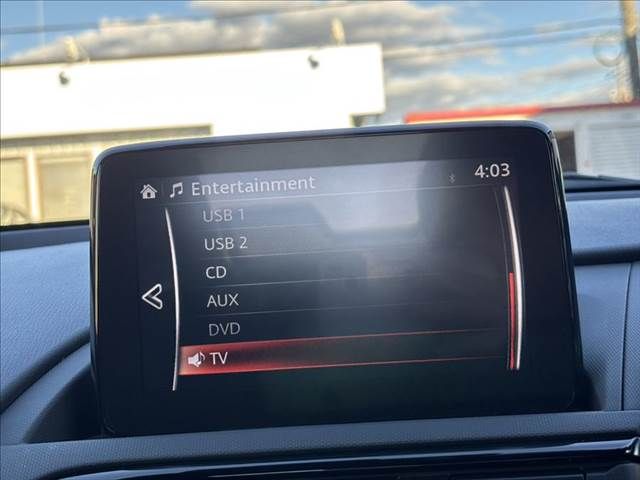 Entertainment 4:03
USB 1
USB 2
CD
AUX
DVD
TV